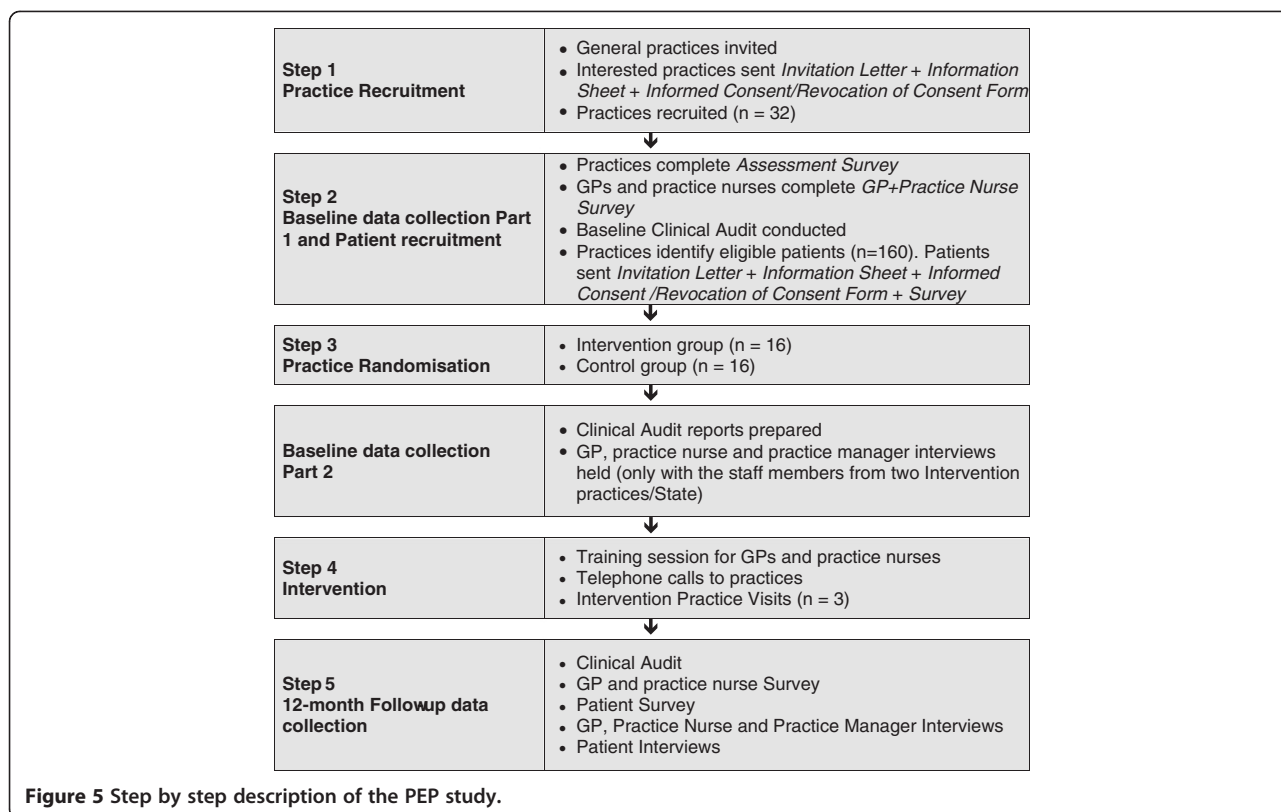 Step 1
Practice Recruitment
• General practices invited
• Interested practices sent Invitation Letter + Information
Sheet + Informed Consent/Revocation of Consent Form
• Practices recruited (n = 32)
Step 2
Baseline data collection Part
1 and Patient recruitment
• Practices complete Assessment Survey
• GPs and practice nurses complete GP+Practice Nurse
Survey
• Baseline Clinical Audit conducted
• Practices identify eligible patients (n=160). Patients
sent Invitation Letter + Information Sheet + Informed
Consent /Revocation of Consent Form + Survey
Step 3
Practice Randomisation
• Intervention group (n = 16)
• Control group (n = 16)
Baseline data collection
Part 2
• Clinical Audit reports prepared
• GP, practice nurse and practice manager interviews
held (only with the staff members from two Intervention
practices/State)
Step 4
Intervention
• Training session for GPs and practice nurses
• Telephone calls to practices
• Intervention Practice Visits (n = 3)
Step 5
12-month Followup data
collection
• Clinical Audit
• GP and practice nurse Survey
• Patient Survey
• GP, Practice Nurse and Practice Manager Interviews
• Patient Interviews
Figure 5 Step by step description of the PEP study.